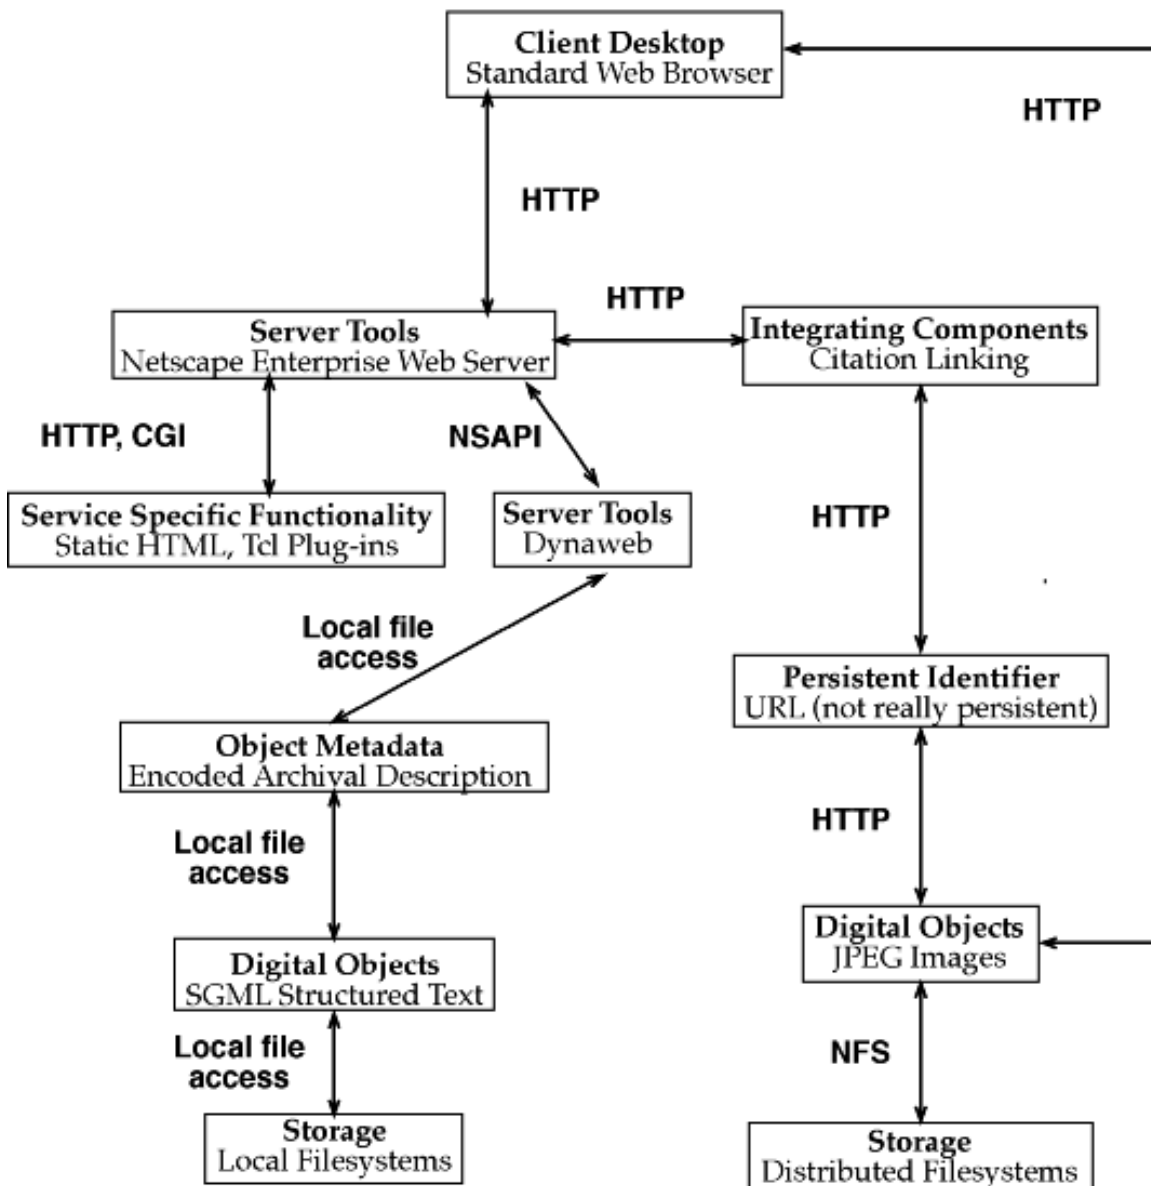 Client Desktop
Standard Web Browser
HTTP
HTTP
HTTP
Server Tools
Netscape Enterprise Web Server
Integrating Components
Citation Linking
HTTP, CGI
NSAPI
Service Specific Functionality
Static HTML, Tcl Plug-ins
Server Tools
Dynaweb
HTTP
Local file
access
Persistent Identifier
URL (not really persistent)
Object Metadata
Encoded Archival Description
HTTP
Local file
access
Digital Objects
JPEG Images
Digital Objects
SGML Structured Text
Local file
access
NFS
Storage
Local Filesystems
Storage
Distributed Filesystems